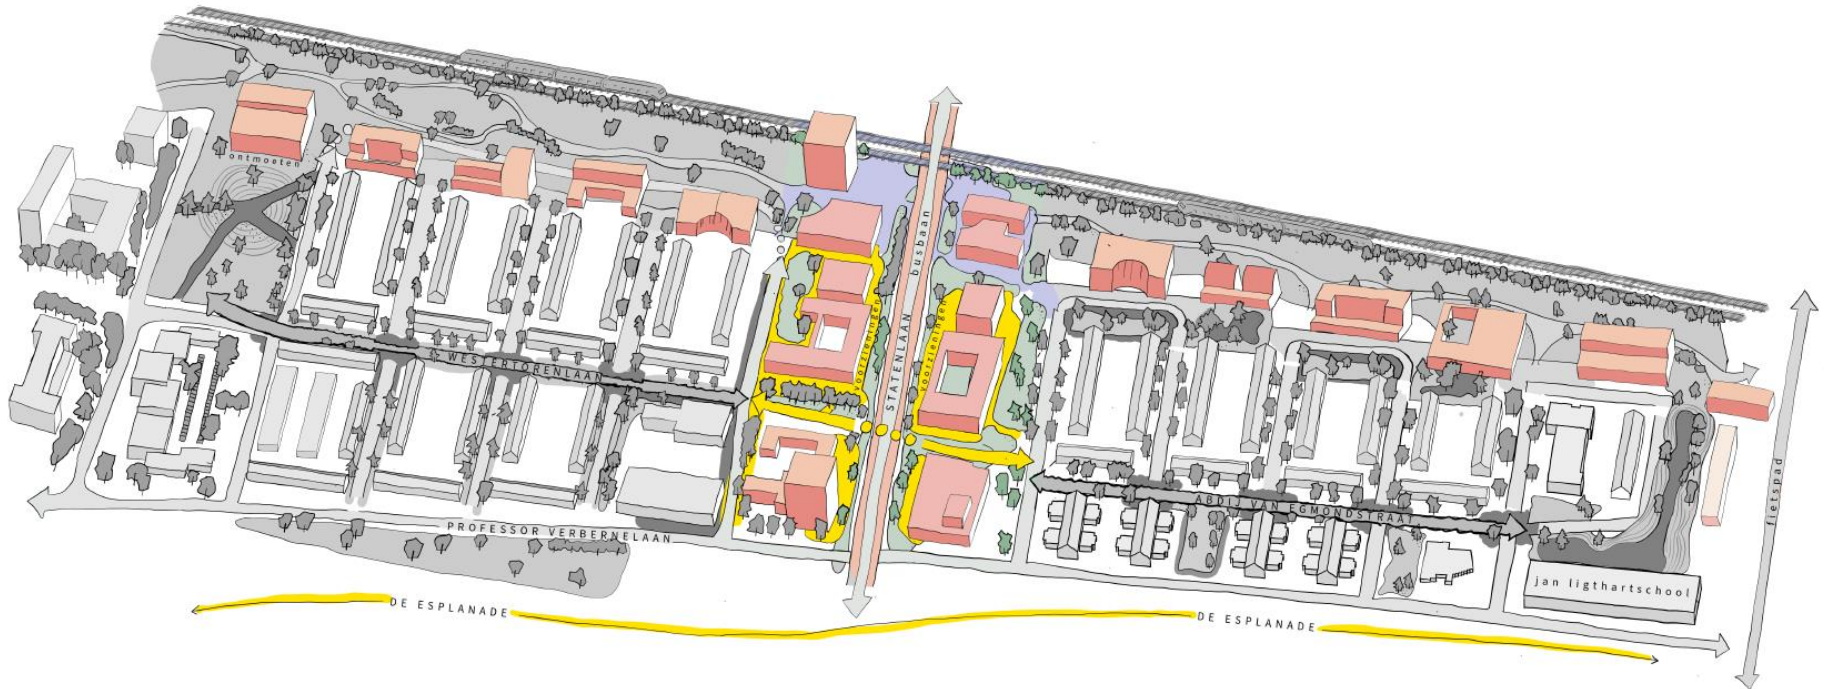 ontmoeten
busbaan
STATENLAAN
voorzieningen
voorzieningen
WESTERTORENLAAN
ABDIJ VAN EGMONDSTRAAT
PROFESSOR VERBERNELAAN
fietspad
jan ligthartschool
DE ESPLANADE
DE ESPLANADE